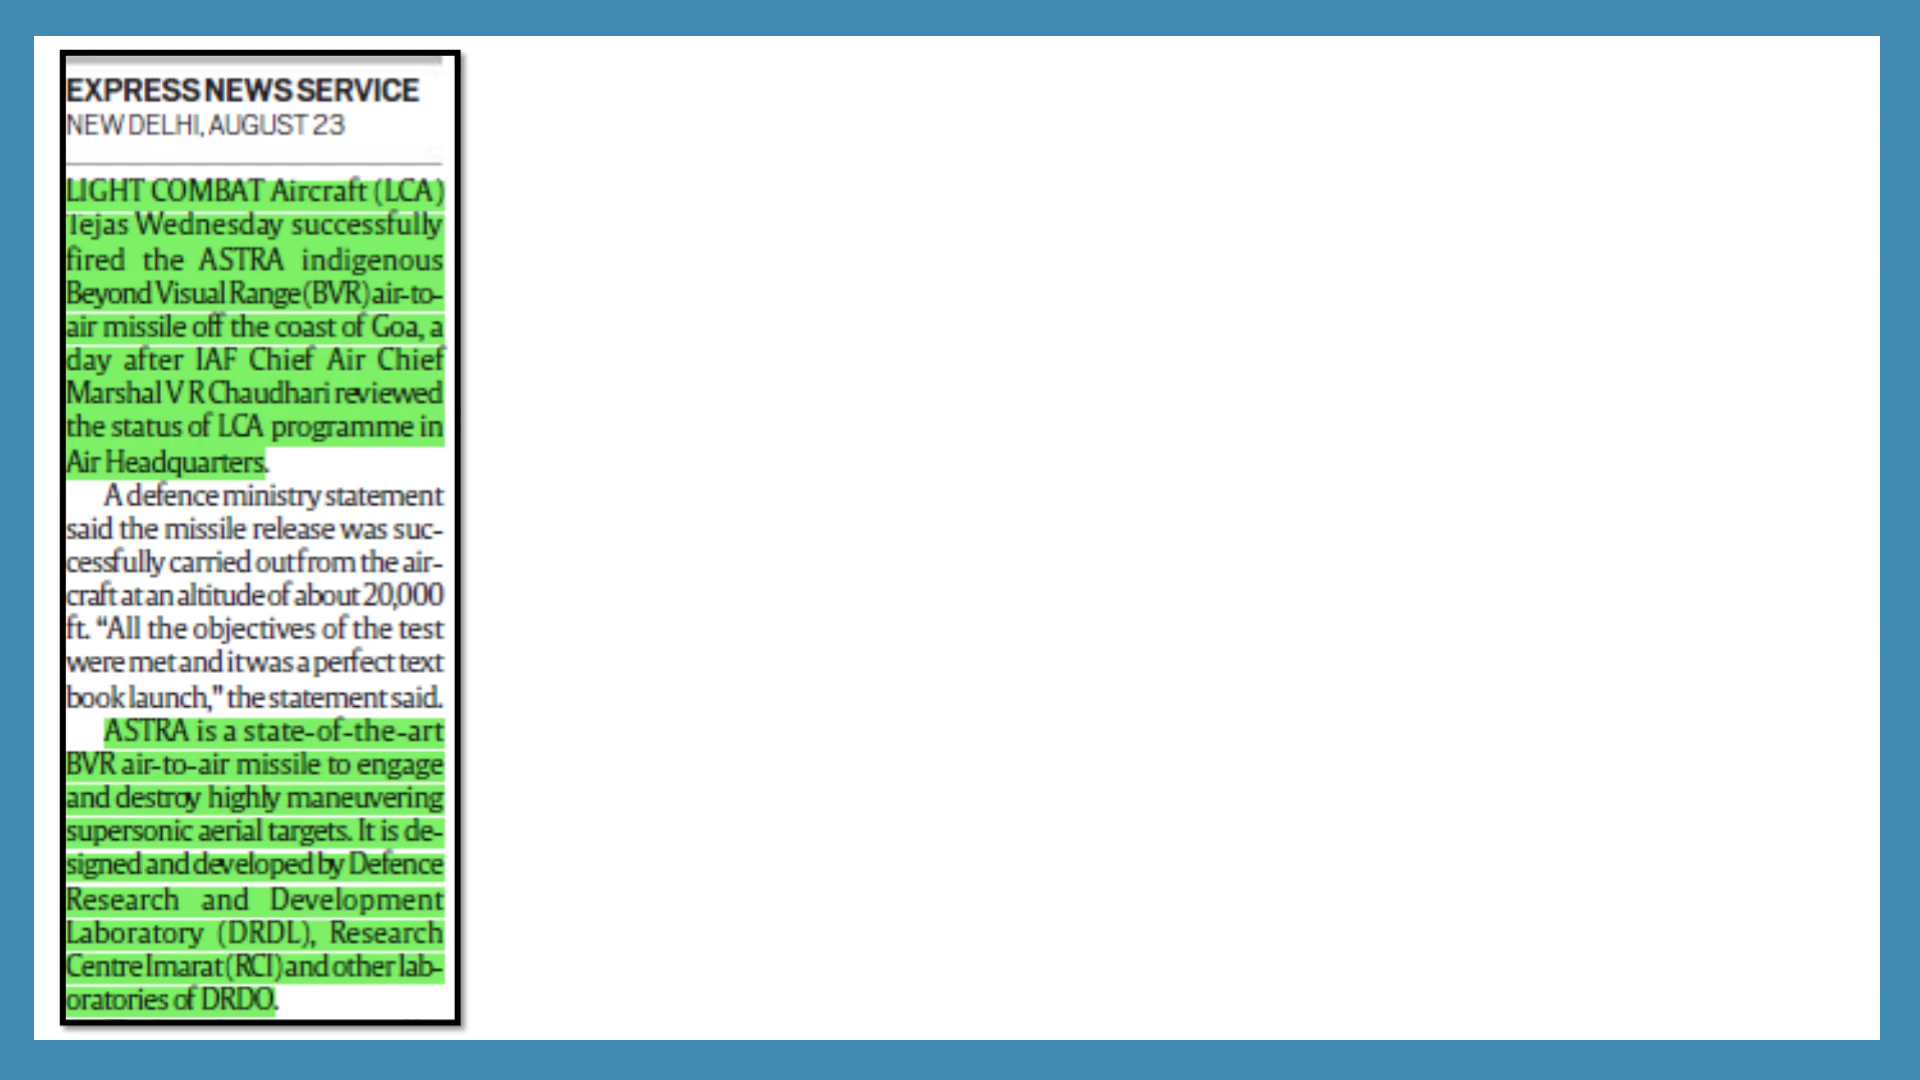 EXPRESS NEWS SERVICE
NEW DELHI, AUGUST 23
LIGHT COMBAT Aircraft (LCA)
Tejas Wednesday successfully
fired the ASTRA indigenous
Beyond Visual Range (BVR) air-to-
air missile off the coast of Goa, a
day after IAF Chief Air Chief
Marshal V R Chaudhari reviewed
the status of LCA programme in
Air Headquarters.
A defence ministry statement
said the missile release was suc-
cessfully carried out from the air-
craft at an altitude of about 20,000
ft. “All the objectives of the test
were met and it was a perfect text
book launch,” the statement said.
ASTRA is a state-of-the-art
BVR air-to-air missile to engage
and destroy highly maneuvering
supersonic aerial targets. It is de-
signed and developed by Defence
Research and Development
Laboratory (DRDL), Research
Centre Imarat (RCI) and other lab-
oratories of DRDO.